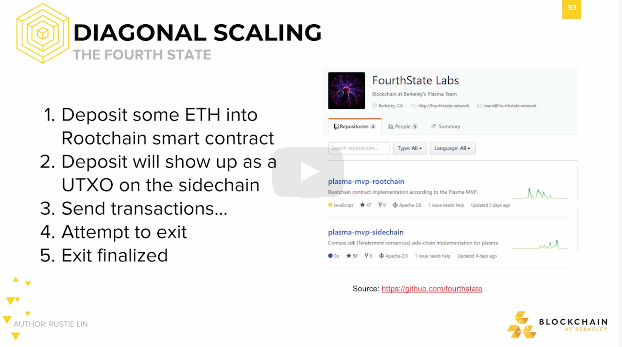 93
DIAGONAL SCALING
THE FOURTH STATE
1. Deposit some ETH into
Rootchain smart contract
2. Deposit will show up as a
UTXO on the sidechain
3. Send transactions...
4. Attempt to exit
5. Exit finalized
FourthState Labs
Blockchain at Berkeley's Plasma Team
Berkeley, CA http://fourthstate.network team@fourthstate.network
Repositories 4 People 5 Summary
Search repositories... Type: All Language: All
plasma-mvp-rootchain
Rootchain contract implementation according to the Plasma MVP.
JavaScript 47 9 Apache-2.0 1 issue needs help Updated 2 days ago
plasma-mvp-sidechain
Comsos sdk (Tendermint consensus) side-chain implementation for plasma
Go 56 8 Apache-2.0 1 issue needs help Updated 4 days ago
Source: https://github.com/fourthstate
AUTHOR: RUSTIE LIN
BLOCKCHAIN
AT BERKELEY